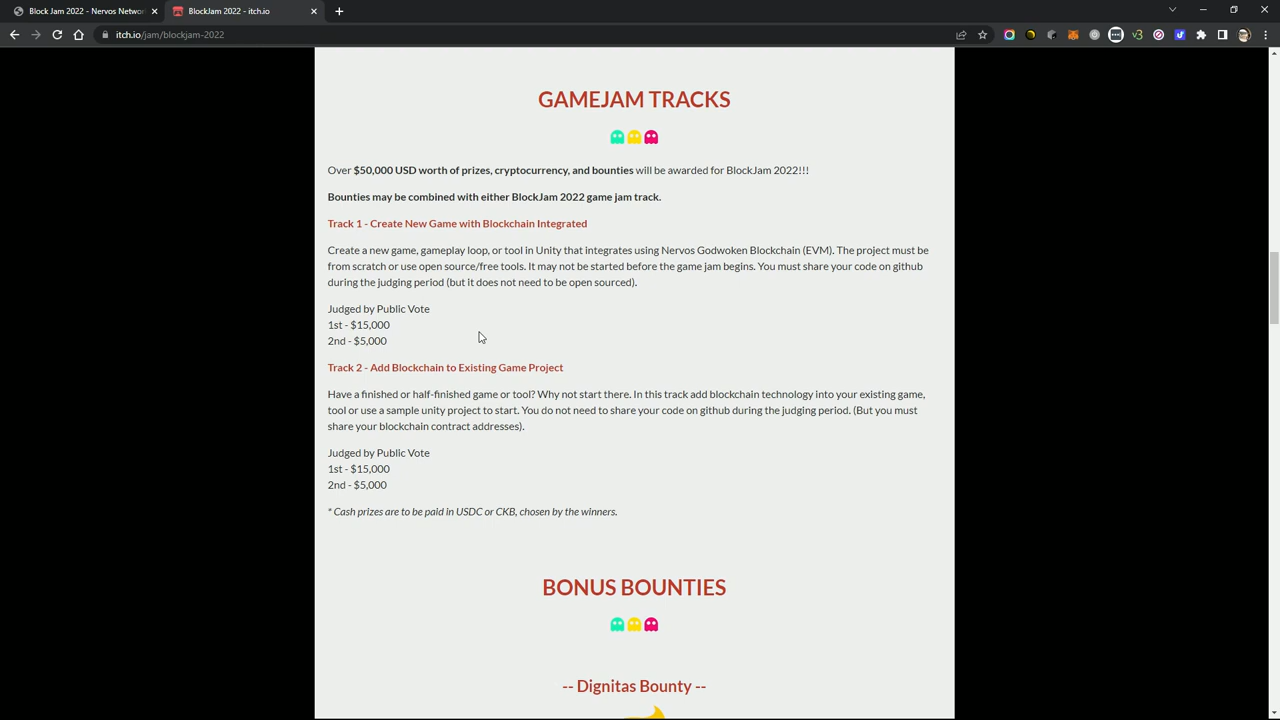 Block Jam 2022 - Nervos Networ
BlockJam 2022 - itch.io
itch.io/jam/blockjam-2022
GAMEJAM TRACKS
Over $50,000 USD worth of prizes, cryptocurrency, and bounties will be awarded for BlockJam 2022!!!
Bounties may be combined with either BlockJam 2022 game jam track.
Track 1 - Create New Game with Blockchain Integrated
Create a new game, gameplay loop, or tool in Unity that integrates using Nervos Godwoken Blockchain (EVM). The project must be
from scratch or use open source/free tools. It may not be started before the game jam begins. You must share your code on github
during the judging period (but it does not need to be open sourced).
Judged by Public Vote
1st - $15,000
2nd - $5,000
Track 2 - Add Blockchain to Existing Game Project
Have a finished or half-finished game or tool? Why not start there. In this track add blockchain technology into your existing game,
tool or use a sample unity project to start. You do not need to share your code on github during the judging period. (But you must
share your blockchain contract addresses).
Judged by Public Vote
1st - $15,000
2nd - $5,000
* Cash prizes are to be paid in USDC or CKB, chosen by the winners.
BONUS BOUNTIES
-- Dignitas Bounty --